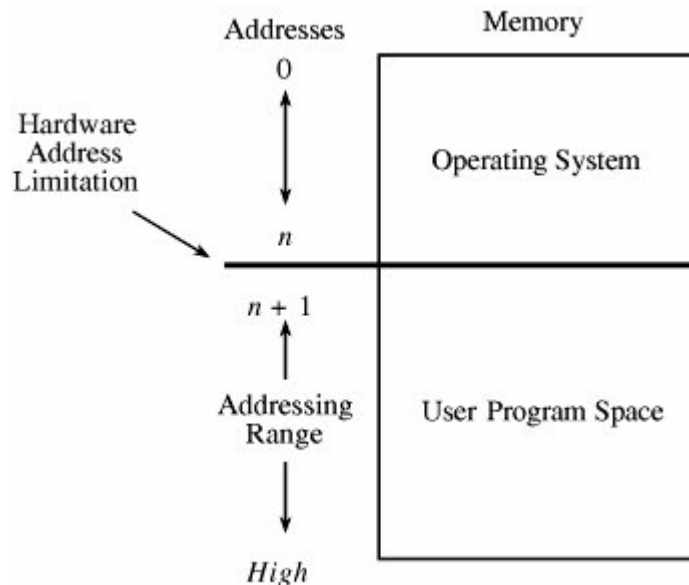 Addresses
Memory
0
Hardware
Address
Limitation
Operating System
n
n + 1
Addressing
Range
User Program Space
High